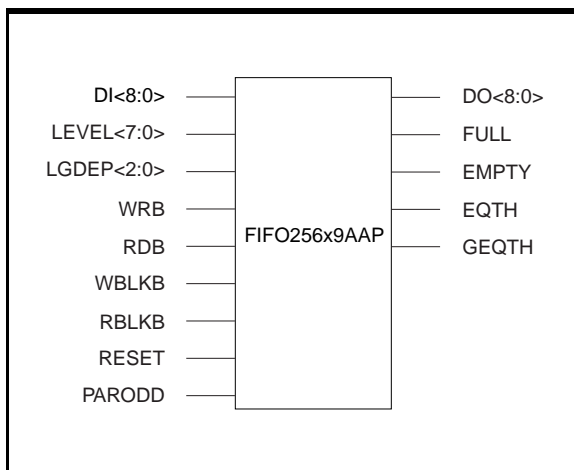 DI<8:0>
LEVEL<7:0>
LGDEP<2:0>
WRB
RDB
WBLKB
RBLKB
RESET
PARODD
FIFO256x9AAP
DO<8:0>
FULL
EMPTY
EQTH
GEQTH